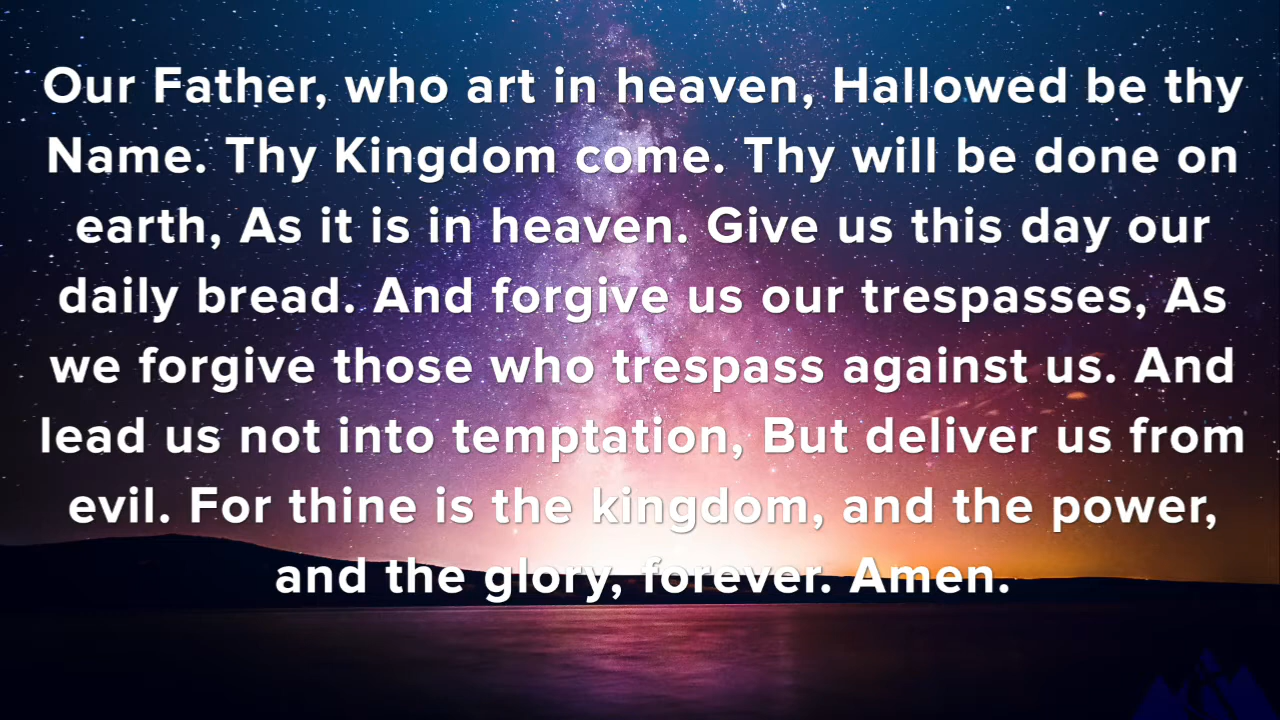 Our Father, who art in heaven, Hallowed be thy
Name. Thy Kingdom come. Thy will be done on
earth, As it is in heaven. Give us this day our
daily bread. And forgive us our trespasses, As
we forgive those who trespass against us. And
lead us not into temptation, But deliver us from
evil. For thine is the kingdom, and the power,
and the glory, forever. Amen.